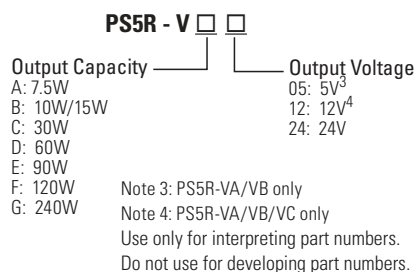 PS5R - V □ □
Output Capacity
A: 7.5W
B: 10W/15W
C: 30W
D: 60W
E: 90W
F: 120W
G: 240W
Output Voltage
05: 5V3
12: 12V4
24: 24V
Note 3: PS5R-VA/VB only
Note 4: PS5R-VA/VB/VC only
Use only for interpreting part numbers.
Do not use for developing part numbers.